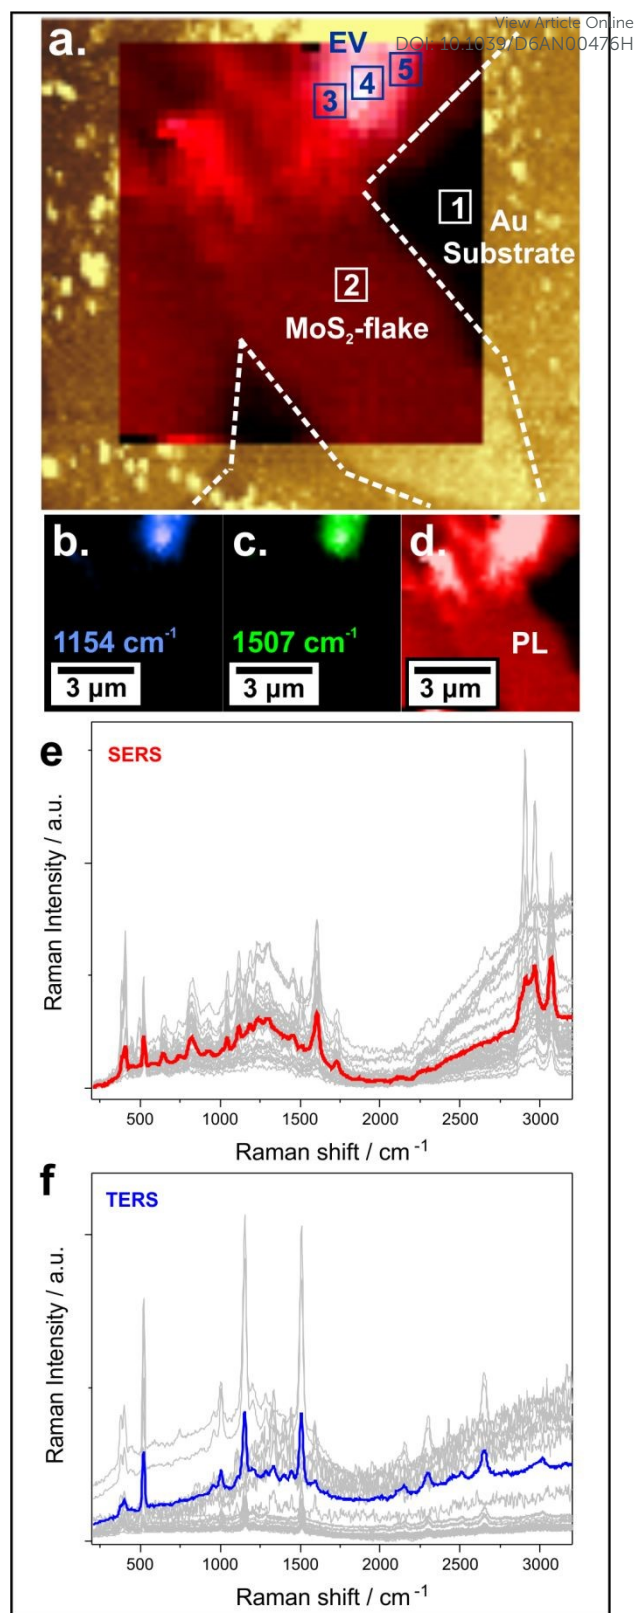 View Article Online
DOI: 10.1039/D6AN00476H
a.
EV
3 4 5
1
Au
Substrate
2
MoS₂-flake
b. c. d.
1154 cm⁻¹ 1507 cm⁻¹ PL
3 µm 3 µm 3 µm
e
SERS
Raman Intensity / a.u.
500 1000 1500 2000 2500 3000
Raman shift / cm⁻¹
f
TERS
Raman Intensity / a.u.
500 1000 1500 2000 2500 3000
Raman shift / cm⁻¹